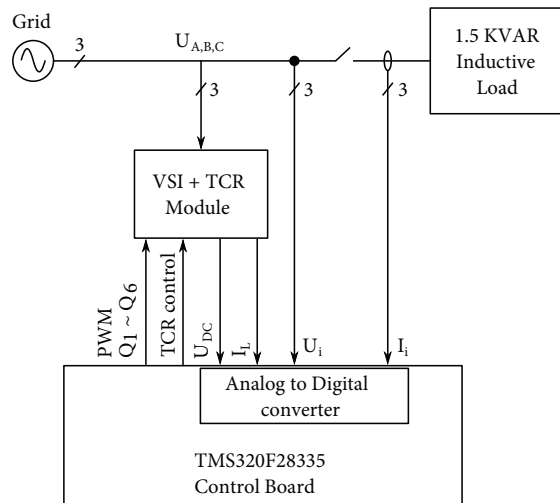 Grid
3
U_A,B,C
1.5 KVAR
Inductive
Load
3
3
3
VSI + TCR
Module
PWM
Q1 ~ Q6
TCR control
U_DC
I_L
U_i
I_i
Analog to Digital
converter
TMS320F28335
Control Board